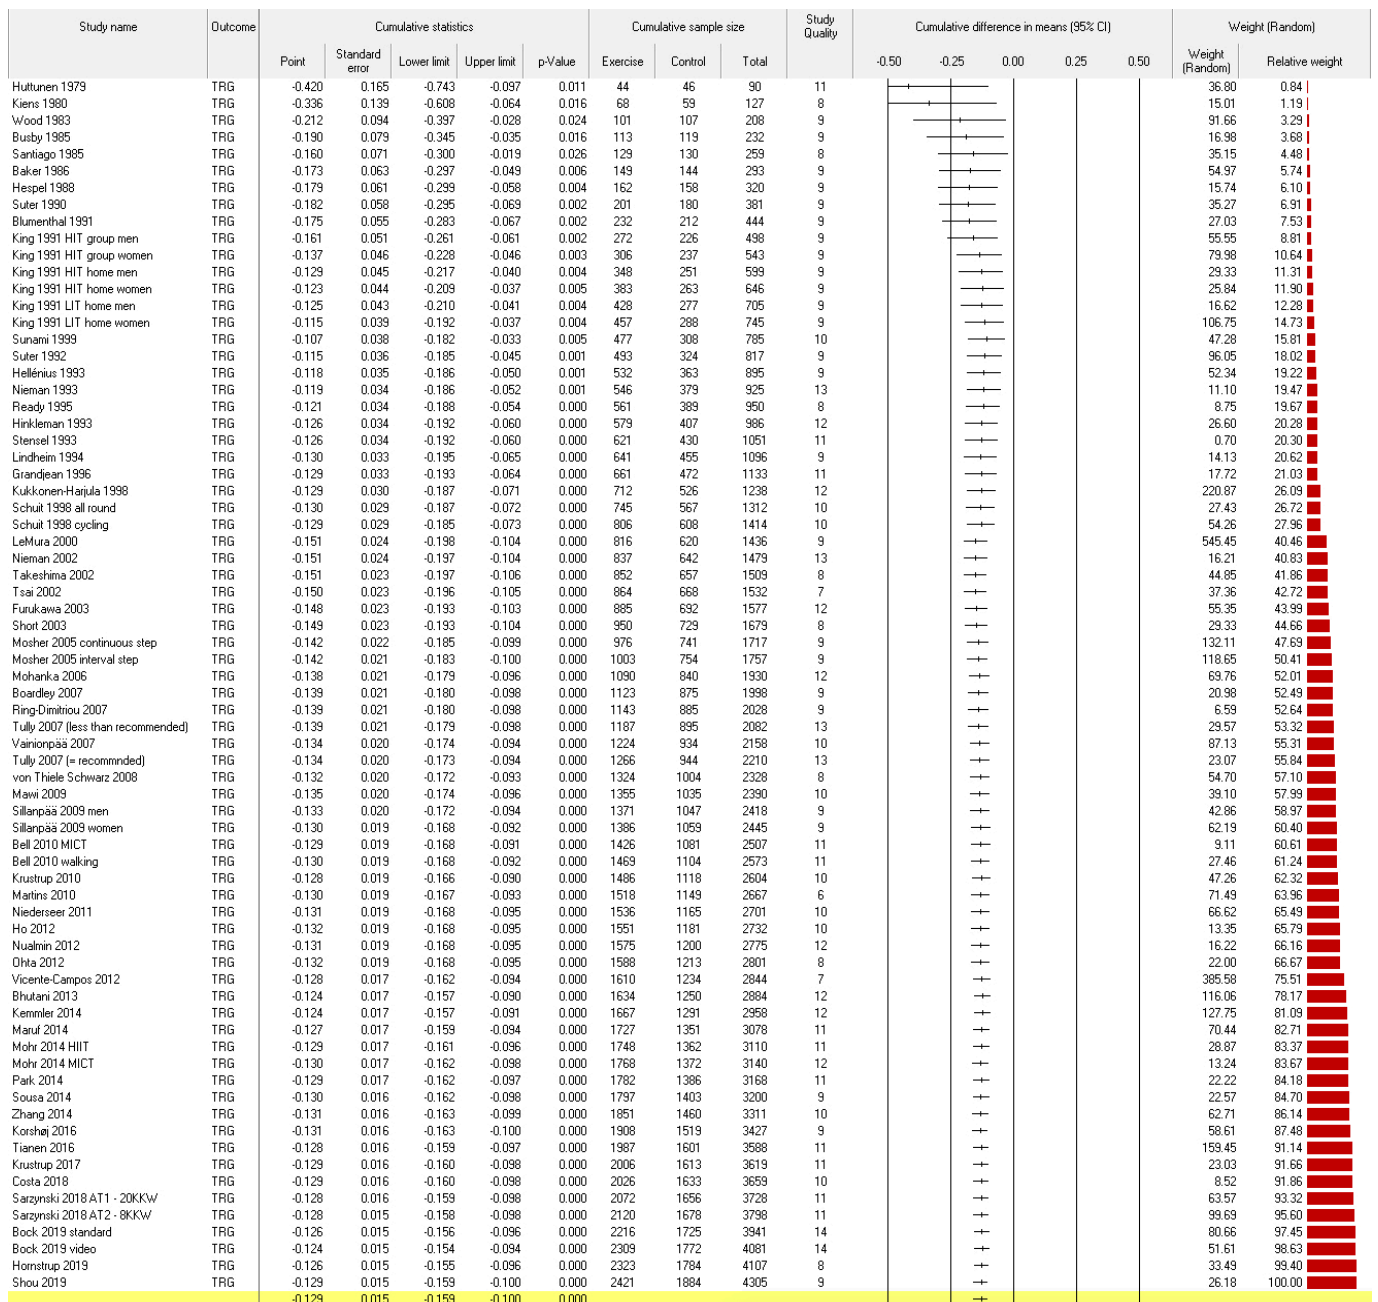 Study name Outcome Cumulative statistics Cumulative sample size Study Quality Cumulative difference in means (95% CI) Weight (Random)
Point Standard error Lower limit Upper limit p-Value Exercise Control Total -0.50 -0.25 0.00 0.25 0.50 Weight (Random) Relative weight
Huttunen 1979 TRG -0.420 0.165 -0.743 -0.097 0.011 44 46 90 11 36.80 0.84
Kiens 1980 TRG -0.336 0.139 -0.608 -0.064 0.016 68 59 127 8 15.01 1.19
Wood 1983 TRG -0.212 0.094 -0.397 -0.028 0.024 101 107 208 9 91.66 3.29
Busby 1985 TRG -0.190 0.079 -0.345 -0.035 0.016 113 119 232 9 16.98 3.68
Santiago 1985 TRG -0.160 0.071 -0.300 -0.019 0.026 129 130 259 8 35.15 4.48
Baker 1986 TRG -0.173 0.063 -0.297 -0.049 0.006 149 144 293 9 54.97 5.74
Hespel 1988 TRG -0.179 0.061 -0.299 -0.058 0.004 162 158 320 9 15.74 6.10
Suter 1990 TRG -0.182 0.058 -0.295 -0.069 0.002 201 180 381 9 35.27 6.91
Blumenthal 1991 TRG -0.175 0.055 -0.283 -0.067 0.002 232 212 444 9 27.03 7.53
King 1991 HIT group men TRG -0.161 0.051 -0.261 -0.061 0.002 272 226 498 9 55.55 8.81
King 1991 HIT group women TRG -0.137 0.046 -0.228 -0.046 0.003 306 237 543 9 79.98 10.64
King 1991 HIT home men TRG -0.129 0.045 -0.217 -0.040 0.004 348 251 599 9 29.33 11.31
King 1991 HIT home women TRG -0.123 0.044 -0.209 -0.037 0.005 383 263 646 9 25.84 11.90
King 1991 LIT home men TRG -0.125 0.043 -0.210 -0.041 0.004 428 277 705 9 16.62 12.28
King 1991 LIT home women TRG -0.115 0.039 -0.192 -0.037 0.004 457 288 745 9 106.75 14.73
Sunami 1999 TRG -0.107 0.038 -0.182 -0.033 0.005 477 308 785 10 47.28 15.81
Suter 1992 TRG -0.115 0.036 -0.185 -0.045 0.001 493 324 817 9 96.05 18.02
Hellénius 1993 TRG -0.118 0.035 -0.186 -0.050 0.001 532 363 895 9 52.34 19.22
Nieman 1993 TRG -0.119 0.034 -0.186 -0.052 0.001 546 379 925 13 11.10 19.47
Ready 1995 TRG -0.121 0.034 -0.188 -0.054 0.000 561 389 950 8 8.75 19.67
Hinkleman 1993 TRG -0.126 0.034 -0.192 -0.060 0.000 579 407 986 12 26.60 20.28
Stensel 1993 TRG -0.126 0.034 -0.192 -0.060 0.000 621 430 1051 11 0.70 20.30
Lindheim 1994 TRG -0.130 0.033 -0.195 -0.065 0.000 641 455 1096 9 14.13 20.62
Grandjean 1996 TRG -0.129 0.033 -0.193 -0.064 0.000 661 472 1133 11 17.72 21.03
Kukkonen-Harjula 1998 TRG -0.129 0.030 -0.187 -0.071 0.000 712 526 1238 12 220.87 26.09
Schuit 1998 all round TRG -0.130 0.029 -0.187 -0.072 0.000 745 567 1312 10 27.43 26.72
Schuit 1998 cycling TRG -0.129 0.029 -0.185 -0.073 0.000 806 608 1414 10 54.26 27.96
LeMura 2000 TRG -0.151 0.024 -0.198 -0.104 0.000 816 620 1436 9 545.45 40.46
Nieman 2002 TRG -0.151 0.024 -0.197 -0.104 0.000 837 642 1479 13 16.21 40.83
Takeshima 2002 TRG -0.151 0.023 -0.197 -0.106 0.000 852 657 1509 8 44.85 41.86
Tsai 2002 TRG -0.150 0.023 -0.196 -0.105 0.000 864 668 1532 7 37.36 42.72
Furukawa 2003 TRG -0.148 0.023 -0.193 -0.103 0.000 885 692 1577 12 55.35 43.99
Short 2003 TRG -0.149 0.023 -0.193 -0.104 0.000 950 729 1679 8 29.33 44.66
Mosher 2005 continuous step TRG -0.142 0.022 -0.185 -0.099 0.000 976 741 1717 9 132.11 47.69
Mosher 2005 interval step TRG -0.142 0.021 -0.183 -0.100 0.000 1003 754 1757 9 118.65 50.41
Mohanka 2006 TRG -0.138 0.021 -0.179 -0.096 0.000 1090 840 1930 12 69.76 52.01
Boardley 2007 TRG -0.139 0.021 -0.180 -0.098 0.000 1123 875 1998 9 20.98 52.49
Ring-Dimitriou 2007 TRG -0.139 0.021 -0.180 -0.098 0.000 1143 885 2028 9 6.59 52.64
Tully 2007 (less than recommended) TRG -0.139 0.021 -0.179 -0.098 0.000 1187 895 2082 13 29.57 53.32
Vainionpää 2007 TRG -0.134 0.020 -0.174 -0.094 0.000 1224 934 2158 10 87.13 55.31
Tully 2007 (= recommnded) TRG -0.134 0.020 -0.173 -0.094 0.000 1266 944 2210 13 23.07 55.84
von Thiele Schwarz 2008 TRG -0.132 0.020 -0.172 -0.093 0.000 1324 1004 2328 8 54.70 57.10
Mawi 2009 TRG -0.135 0.020 -0.174 -0.096 0.000 1355 1035 2390 10 39.10 57.99
Sillanpää 2009 men TRG -0.133 0.020 -0.172 -0.094 0.000 1371 1047 2418 9 42.86 58.97
Sillanpää 2009 women TRG -0.130 0.019 -0.168 -0.092 0.000 1386 1059 2445 9 62.19 60.40
Bell 2010 MICT TRG -0.129 0.019 -0.168 -0.091 0.000 1426 1081 2507 11 9.11 60.61
Bell 2010 walking TRG -0.130 0.019 -0.168 -0.092 0.000 1469 1104 2573 11 27.46 61.24
Krustrup 2010 TRG -0.128 0.019 -0.166 -0.090 0.000 1486 1118 2604 10 47.26 62.32
Martins 2010 TRG -0.130 0.019 -0.167 -0.093 0.000 1518 1149 2667 6 71.49 63.96
Niederseer 2011 TRG -0.131 0.019 -0.168 -0.095 0.000 1536 1165 2701 10 66.62 65.49
Ho 2012 TRG -0.132 0.019 -0.168 -0.095 0.000 1551 1181 2732 10 13.35 65.79
Nualmin 2012 TRG -0.131 0.019 -0.168 -0.095 0.000 1575 1200 2775 12 16.22 66.16
Ohta 2012 TRG -0.132 0.019 -0.168 -0.095 0.000 1588 1213 2801 8 22.00 66.67
Vicente-Campos 2012 TRG -0.128 0.017 -0.162 -0.094 0.000 1610 1234 2844 7 385.58 75.51
Bhutani 2013 TRG -0.124 0.017 -0.157 -0.090 0.000 1634 1250 2884 12 116.06 78.17
Kemmler 2014 TRG -0.124 0.017 -0.157 -0.091 0.000 1667 1291 2958 12 127.75 81.09
Maruf 2014 TRG -0.127 0.017 -0.159 -0.094 0.000 1727 1351 3078 11 70.44 82.71
Mohr 2014 HIIT TRG -0.129 0.017 -0.161 -0.096 0.000 1748 1362 3110 11 28.87 83.37
Mohr 2014 MICT TRG -0.130 0.017 -0.162 -0.098 0.000 1768 1372 3140 12 13.24 83.67
Park 2014 TRG -0.129 0.017 -0.162 -0.097 0.000 1782 1386 3168 11 22.22 84.18
Sousa 2014 TRG -0.130 0.016 -0.162 -0.098 0.000 1797 1403 3200 9 22.57 84.70
Zhang 2014 TRG -0.131 0.016 -0.163 -0.099 0.000 1851 1460 3311 10 62.71 86.14
Korshøj 2016 TRG -0.131 0.016 -0.163 -0.100 0.000 1908 1519 3427 9 58.61 87.48
Tianen 2016 TRG -0.128 0.016 -0.159 -0.097 0.000 1987 1601 3588 11 159.45 91.14
Krustrup 2017 TRG -0.129 0.016 -0.160 -0.098 0.000 2006 1613 3619 11 23.03 91.66
Costa 2018 TRG -0.129 0.016 -0.160 -0.098 0.000 2026 1633 3659 10 8.52 91.86
Sarzynski 2018 AT1 - 20KKW TRG -0.128 0.016 -0.159 -0.098 0.000 2072 1656 3728 11 63.57 93.32
Sarzynski 2018 AT2 - 8KKW TRG -0.128 0.015 -0.158 -0.098 0.000 2120 1678 3798 11 99.69 95.60
Bock 2019 standard TRG -0.126 0.015 -0.156 -0.096 0.000 2216 1725 3941 14 80.66 97.45
Bock 2019 video TRG -0.124 0.015 -0.154 -0.094 0.000 2309 1772 4081 14 51.61 98.63
Hornstrup 2019 TRG -0.126 0.015 -0.155 -0.096 0.000 2323 1784 4107 8 33.49 99.40
Shou 2019 TRG -0.129 0.015 -0.159 -0.100 0.000 2421 1884 4305 9 26.18 100.00
-0.129 0.015 -0.159 -0.100 0.000